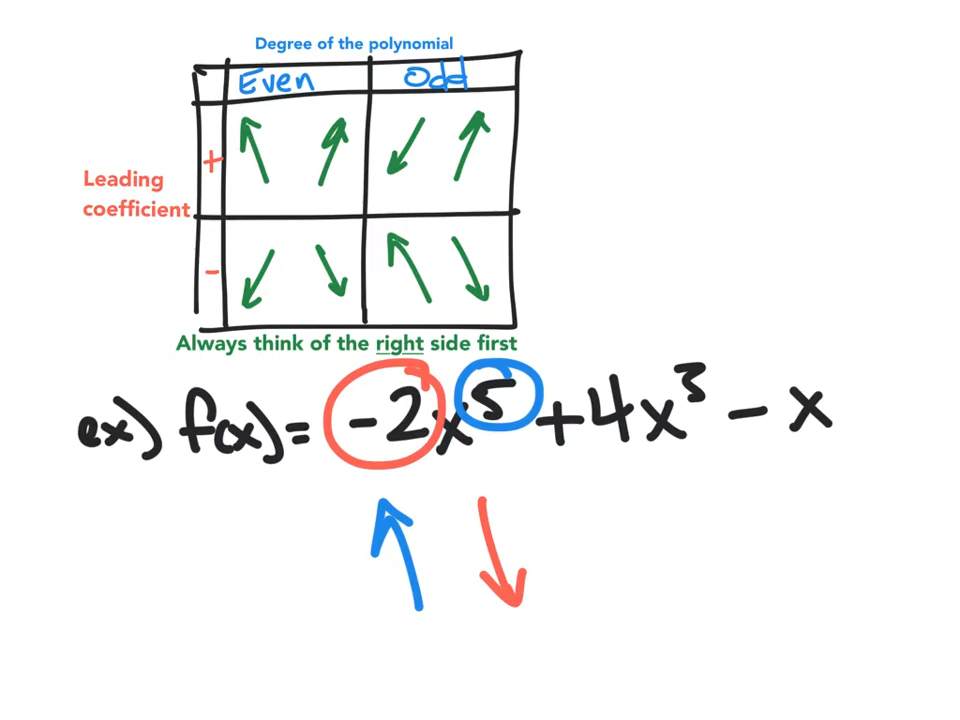 Degree of the polynomial
Even Odd
+
Leading
coefficient
-
Always think of the right side first
ex) f(x) = -2x⁵ + 4x³ - x